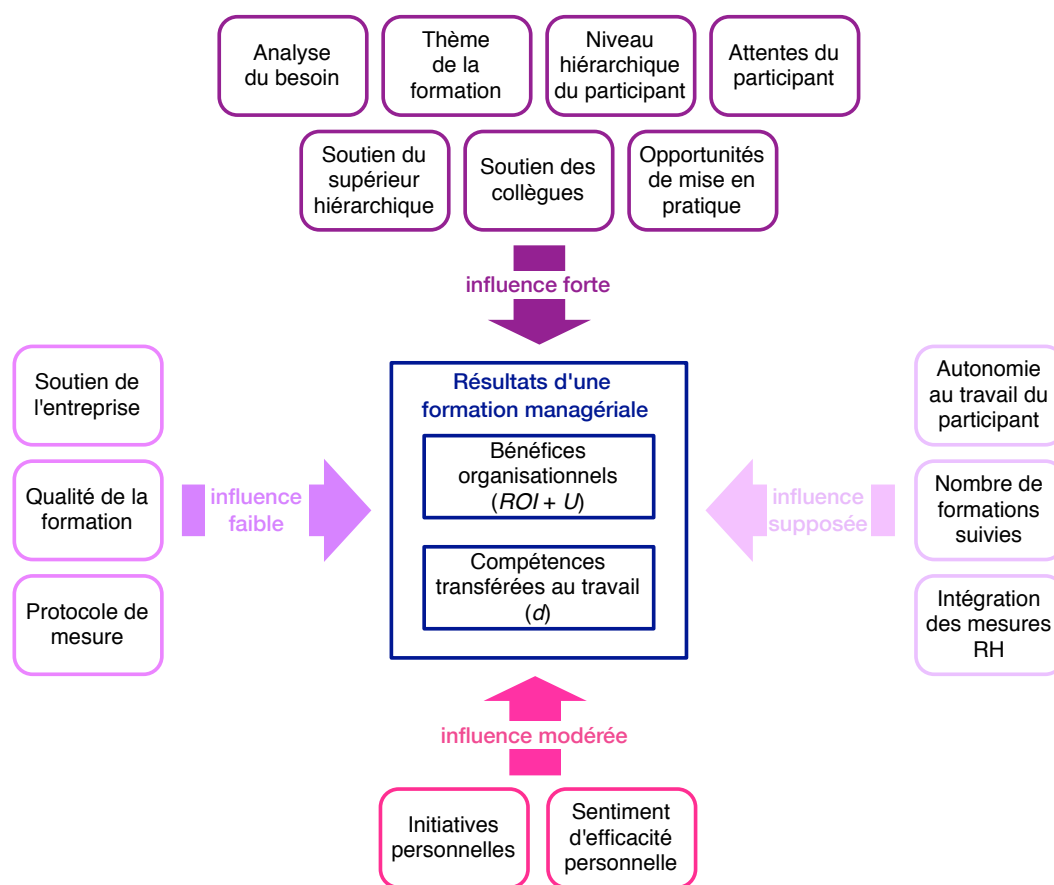 Analyse
du besoin
Thème
de la
formation
Niveau
hiérarchique
du participant
Attentes du
participant
Soutien du
supérieur
hiérarchique
Soutien des
collègues
Opportunités
de mise en
pratique
influence forte
Soutien de
l'entreprise
Qualité de la
formation
Protocole de
mesure
influence
faible
Résultats d'une
formation managériale
Bénéfices
organisationnels
(ROI + U)
Compétences
transférées au travail
(d)
influence
supposée
Autonomie
au travail du
participant
Nombre de
formations
suivies
Intégration
des mesures
RH
influence modérée
Initiatives
personnelles
Sentiment
d'efficacité
personnelle